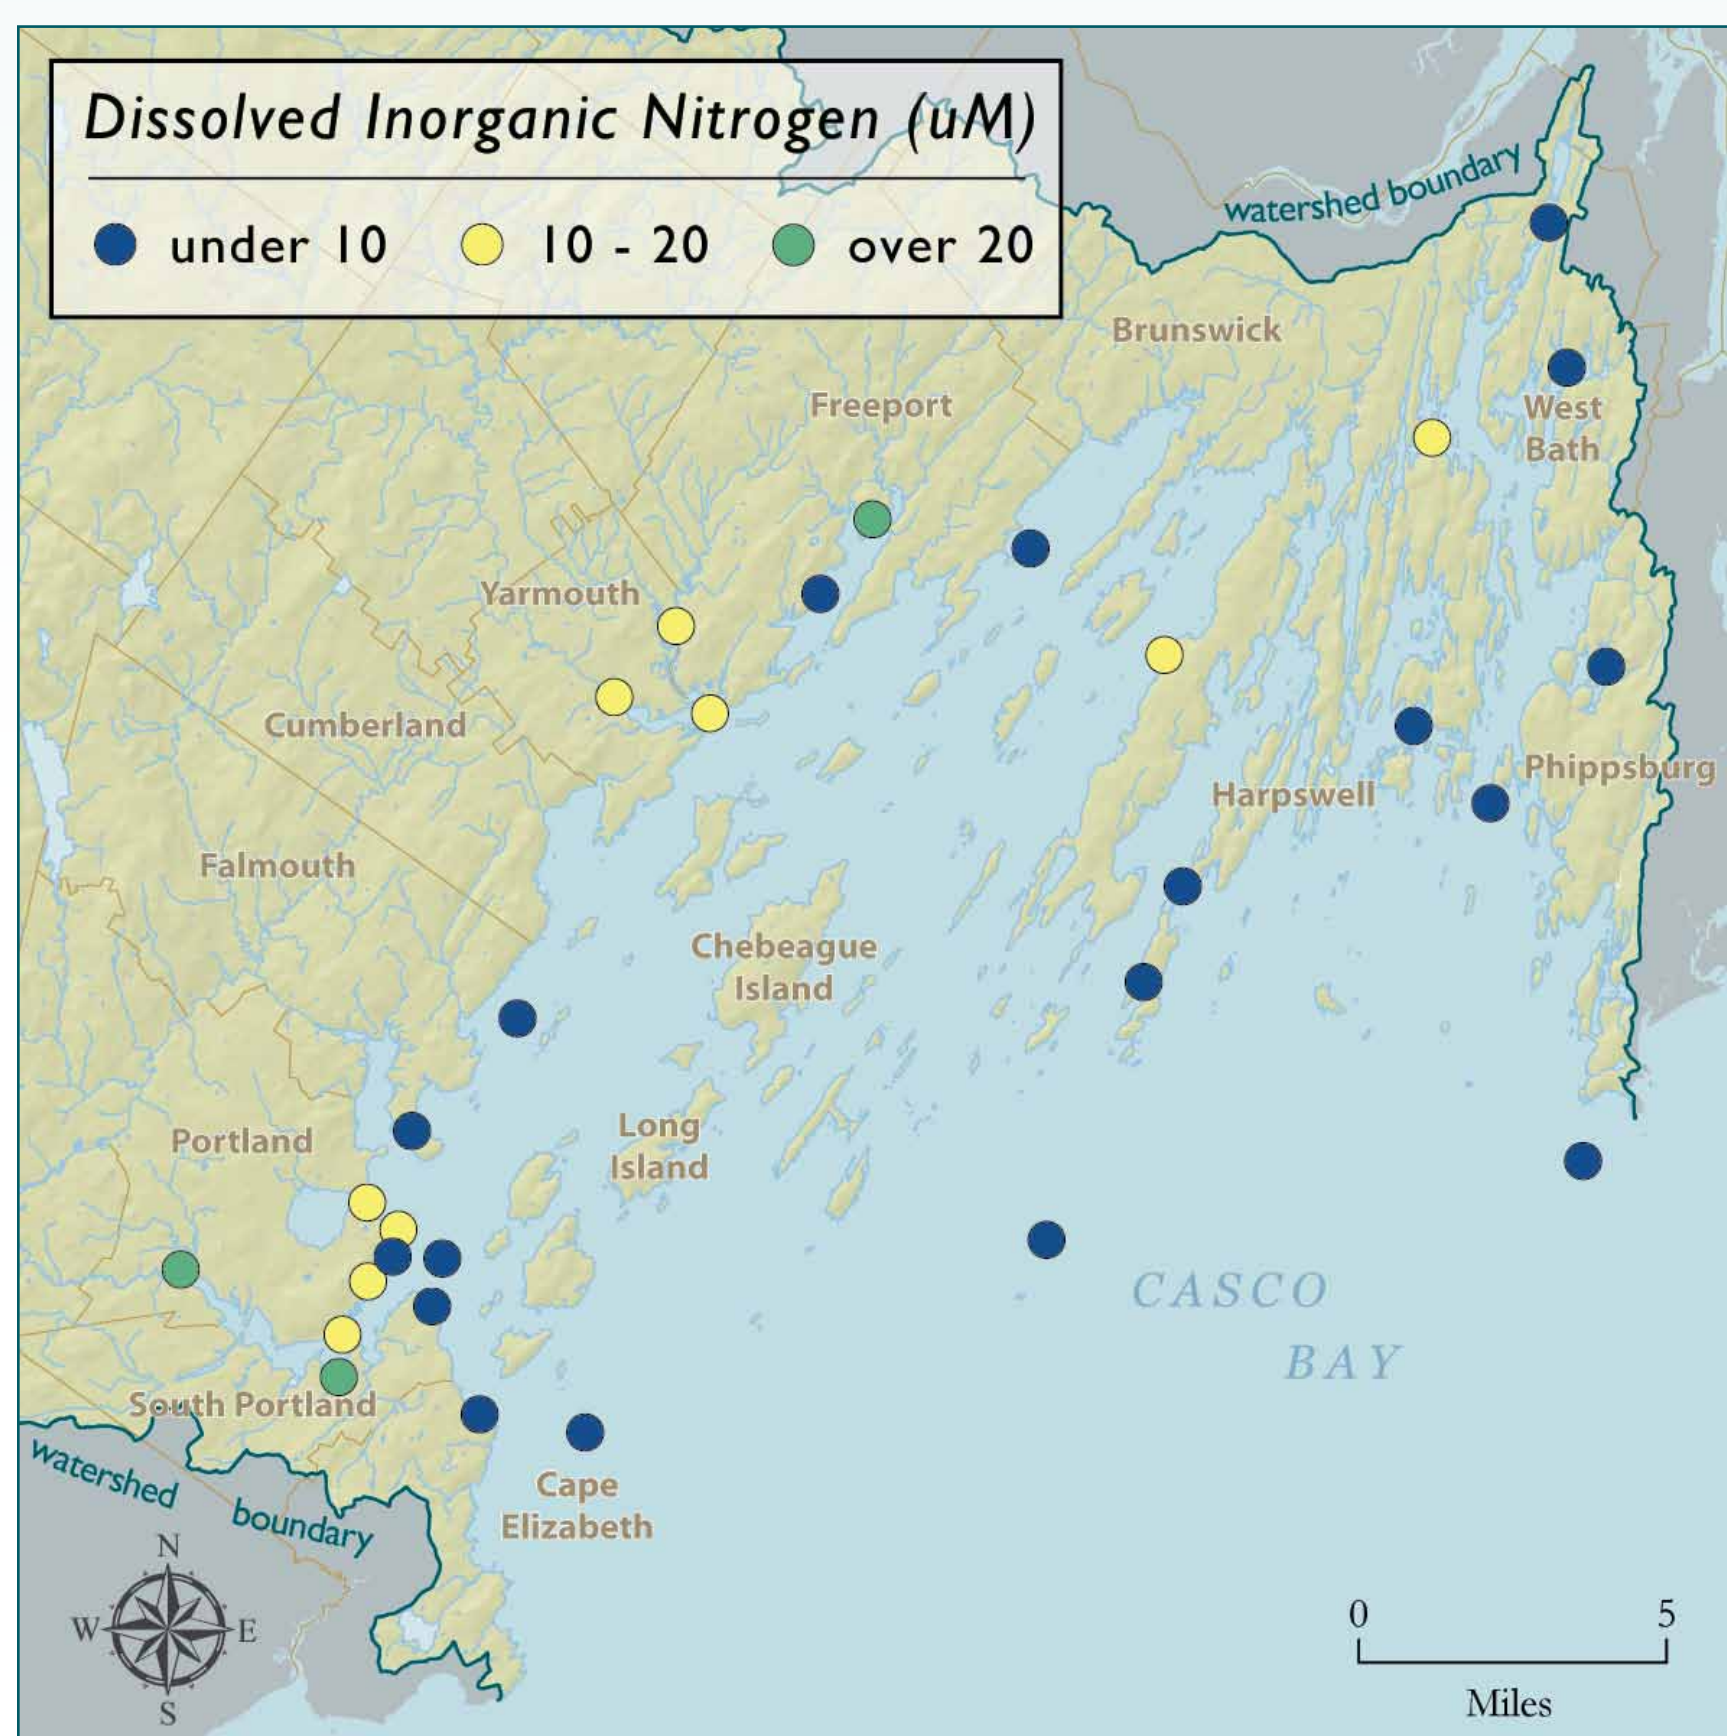 Dissolved Inorganic Nitrogen (uM)
under 10
10 - 20
over 20
watershed boundary
Brunswick
Freeport
West
Bath
Yarmouth
Cumberland
Phippsburg
Harpswell
Falmouth
Chebeague
Island
Portland
Long
Island
CASCO
BAY
South Portland
watershed boundary
Cape
Elizabeth
N
W
E
S
0
5
Miles